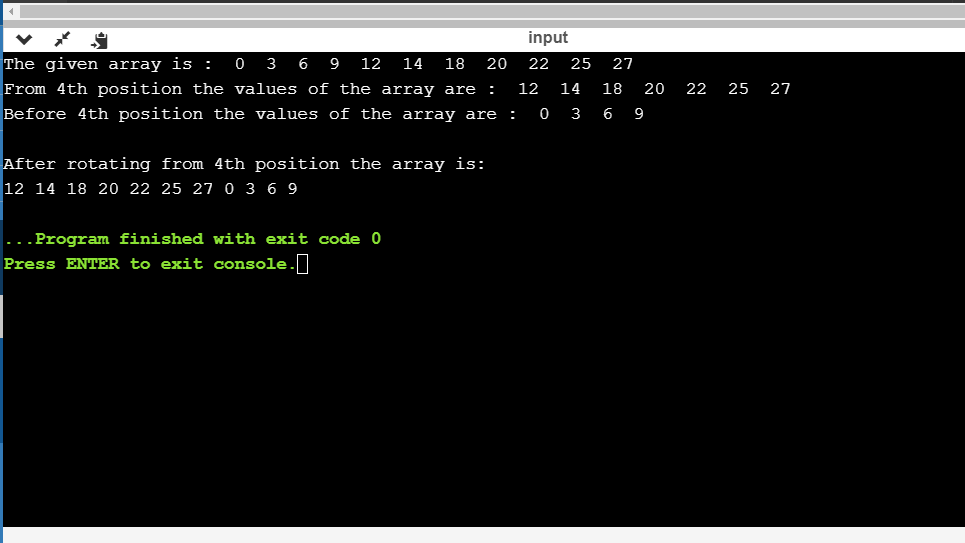 input
The given array is :  0  3  6  9  12  14  18  20  22  25  27
From 4th position the values of the array are :  12  14  18  20  22  25  27
Before 4th position the values of the array are :  0  3  6  9
After rotating from 4th position the array is:
12 14 18 20 22 25 27 0 3 6 9
...Program finished with exit code 0
Press ENTER to exit console.